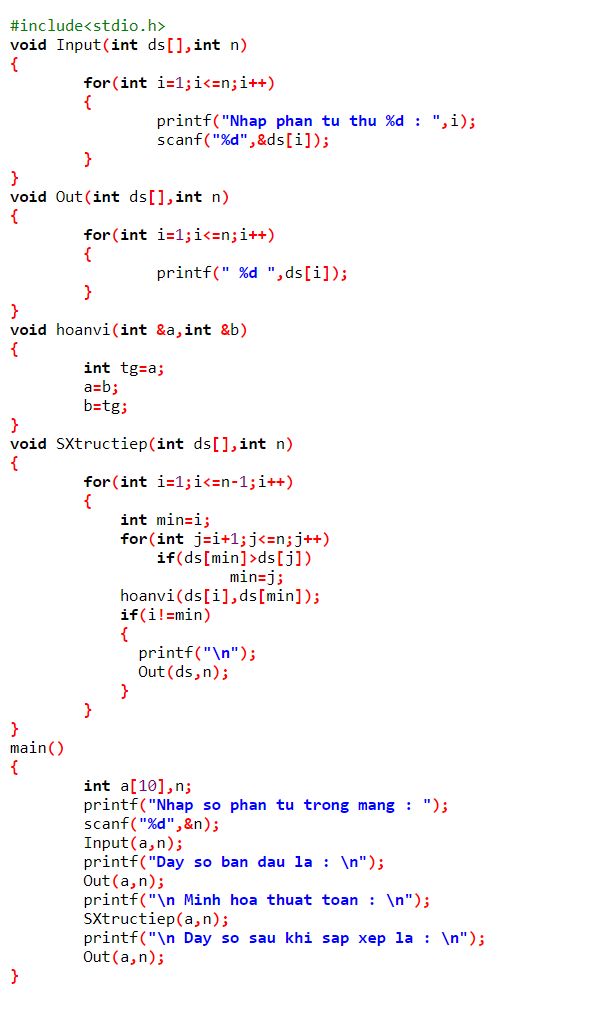 #include<stdio.h>
void Input(int ds[],int n)
{
        for(int i=1;i<=n;i++)
        {
                printf("Nhap phan tu thu %d : ",i);
                scanf("%d",&ds[i]);
        }
}
void Out(int ds[],int n)
{
        for(int i=1;i<=n;i++)
        {
                printf(" %d ",ds[i]);
        }
}
void hoanvi(int &a,int &b)
{
        int tg=a;
        a=b;
        b=tg;
}
void SXtructiep(int ds[],int n)
{
        for(int i=1;i<=n-1;i++)
        {
            int min=i;
            for(int j=i+1;j<=n;j++)
                if(ds[min]>ds[j])
                        min=j;
            hoanvi(ds[i],ds[min]);
            if(i!=min)
            {
              printf("\n");
              Out(ds,n);
            }
        }
}
main()
{
        int a[10],n;
        printf("Nhap so phan tu trong mang : ");
        scanf("%d",&n);
        Input(a,n);
        printf("Day so ban dau la : \n");
        Out(a,n);
        printf("\n Minh hoa thuat toan : \n");
        SXtructiep(a,n);
        printf("\n Day so sau khi sap xep la : \n");
        Out(a,n);
}